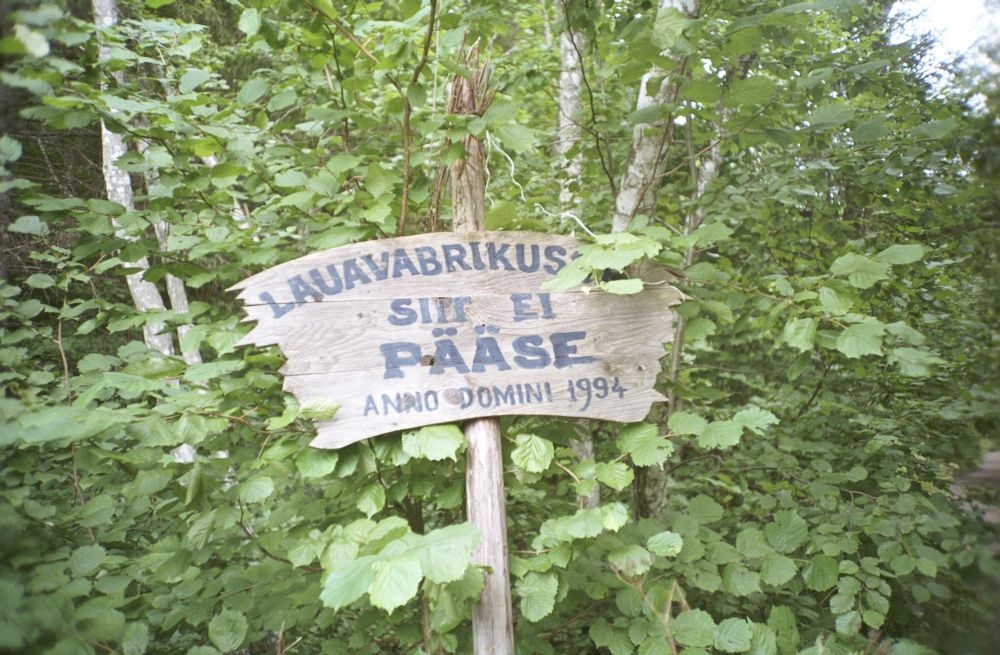 LAUAVABRIKUS:
SIIT EI
PÄÄSE
ANNO DOMINI 1994